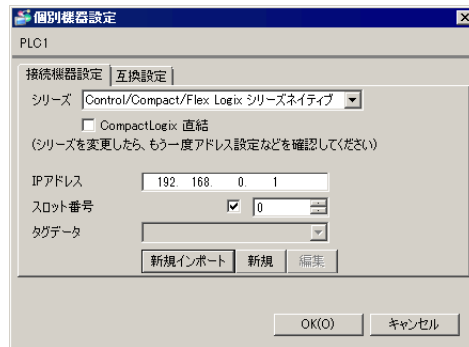 個別機器設定
PLC1
接続機器設定 互換設定
シリーズ Control/Compact/Flex Logix シリーズネイティブ
CompactLogix 直結
(シリーズを変更したら、もう一度アドレス設定などを確認してください)
IPアドレス 192. 168. 0. 1
スロット番号 0
タグデータ
新規インポート 新規 編集
OK(O) キャンセル